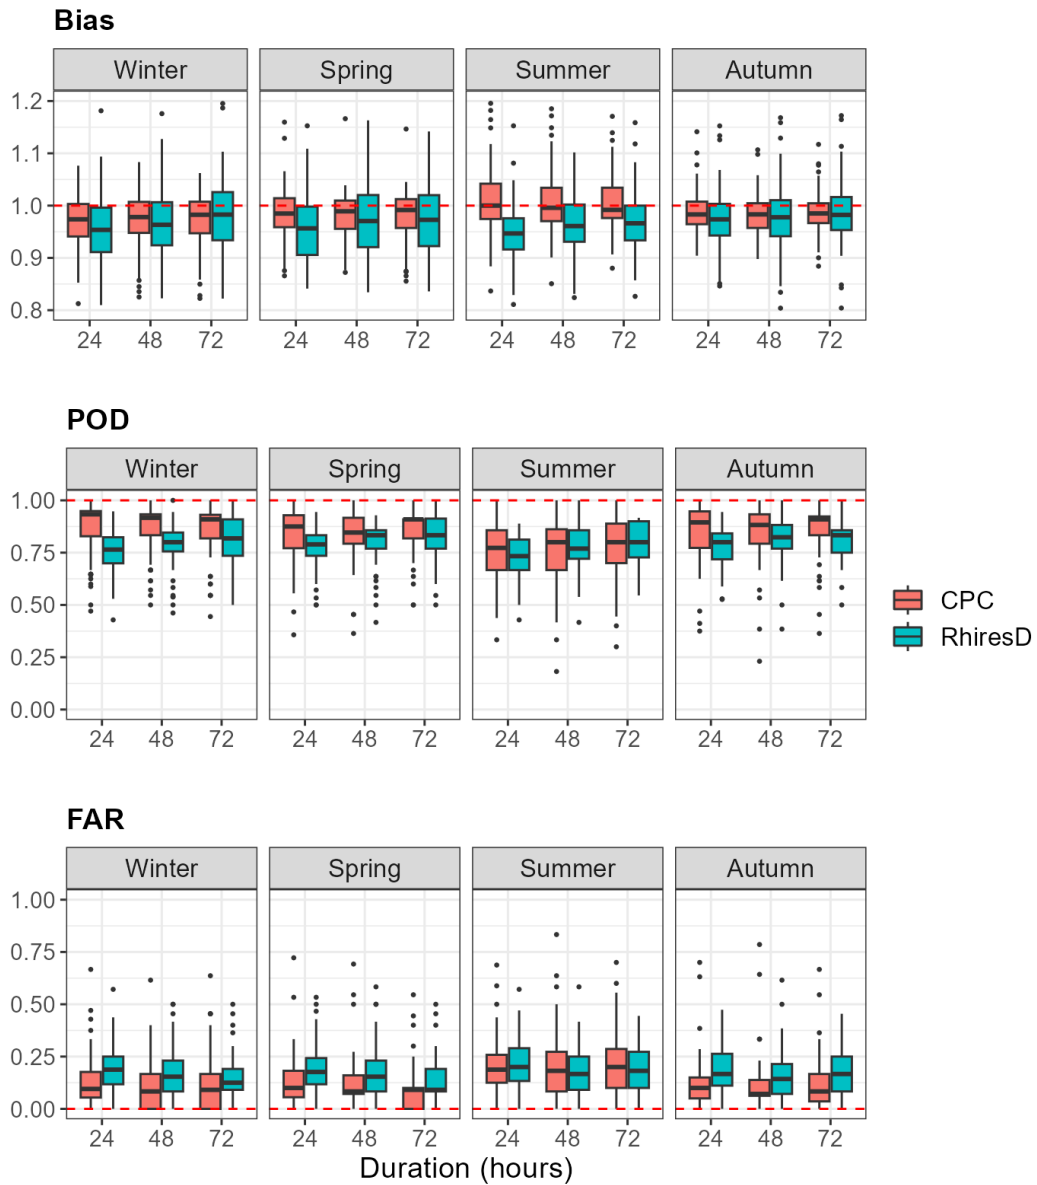 Bias
Winter Spring Summer Autumn
1.2
1.1
1.0
0.9
0.8
24 48 72 24 48 72 24 48 72 24 48 72
POD
Winter Spring Summer Autumn
1.00
0.75
0.50
0.25
0.00
24 48 72 24 48 72 24 48 72 24 48 72
CPC
RhiresD
FAR
Winter Spring Summer Autumn
1.00
0.75
0.50
0.25
0.00
24 48 72 24 48 72 24 48 72 24 48 72
Duration (hours)